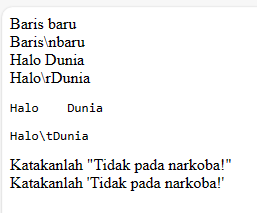 Baris baru
Baris\nbaru
Halo Dunia
Halo\rDunia
Halo    Dunia
Halo\tDunia
Katakanlah "Tidak pada narkoba!"
Katakanlah 'Tidak pada narkoba!'